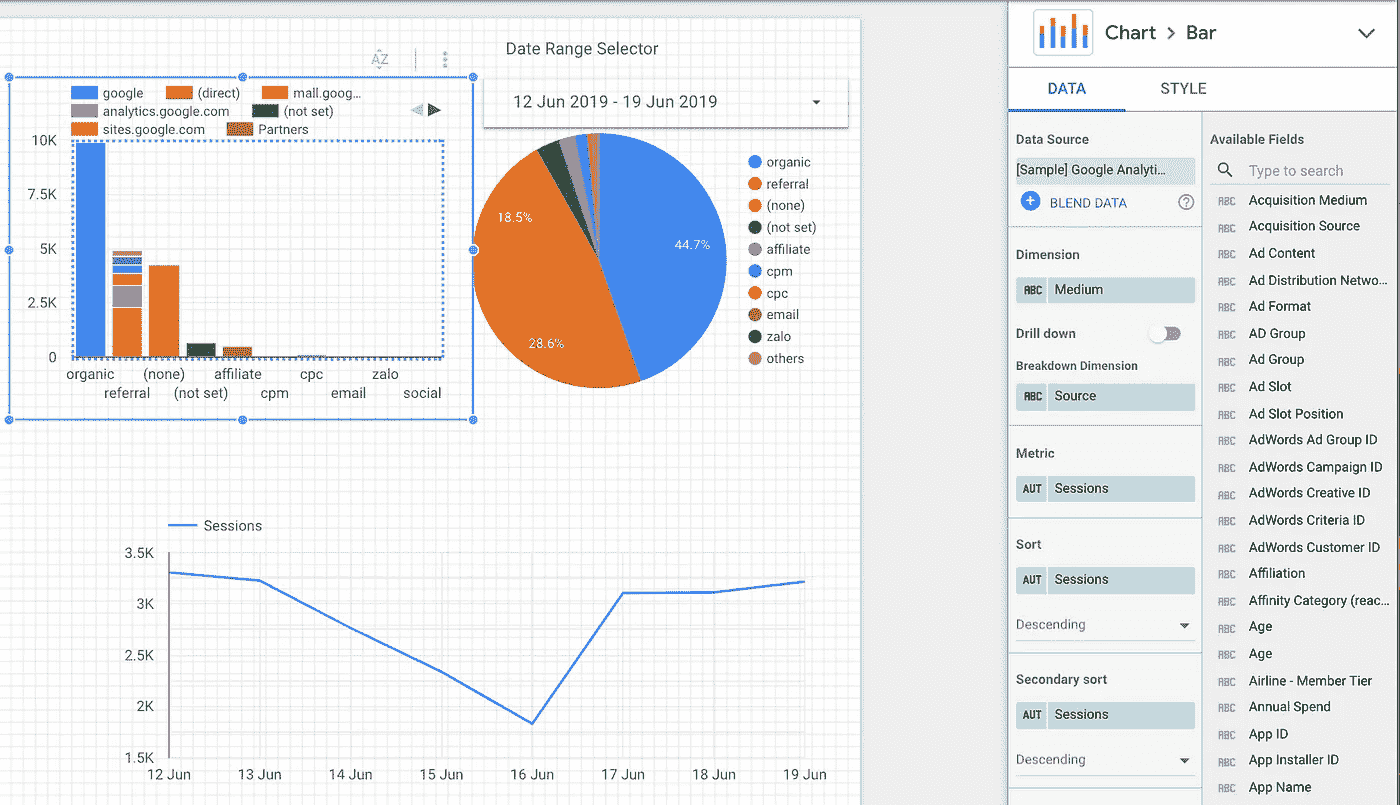 Date Range Selector
12 Jun 2019 - 19 Jun 2019
AZ
google (direct) mall.goog...
analytics.google.com (not set)
sites.google.com Partners
10K
7.5K
5K
2.5K
0
organic (none) affiliate cpc zalo
referral (not set) cpm email social
18.5%
44.7%
28.6%
organic
referral
(none)
(not set)
affiliate
cpm
cpc
email
zalo
others
Sessions
3.5K
3K
2.5K
2K
1.5K
12 Jun 13 Jun 14 Jun 15 Jun 16 Jun 17 Jun 18 Jun 19 Jun
Chart > Bar
DATA STYLE
Data Source
[Sample] Google Analyti...
BLEND DATA
Dimension
ABC Medium
Drill down
Breakdown Dimension
ABC Source
Metric
AUT Sessions
Sort
AUT Sessions
Descending
Secondary sort
AUT Sessions
Descending
Available Fields
Type to search
ABC Acquisition Medium
ABC Acquisition Source
ABC Ad Content
ABC Ad Distribution Netwo...
ABC Ad Format
ABC AD Group
ABC Ad Group
ABC Ad Slot
ABC Ad Slot Position
ABC AdWords Ad Group ID
ABC AdWords Campaign ID
ABC AdWords Creative ID
ABC AdWords Criteria ID
ABC AdWords Customer ID
ABC Affiliation
ABC Affinity Category (reac...
ABC Age
ABC Age
ABC Airline - Member Tier
ABC Annual Spend
ABC App ID
ABC App Installer ID
ABC App Name